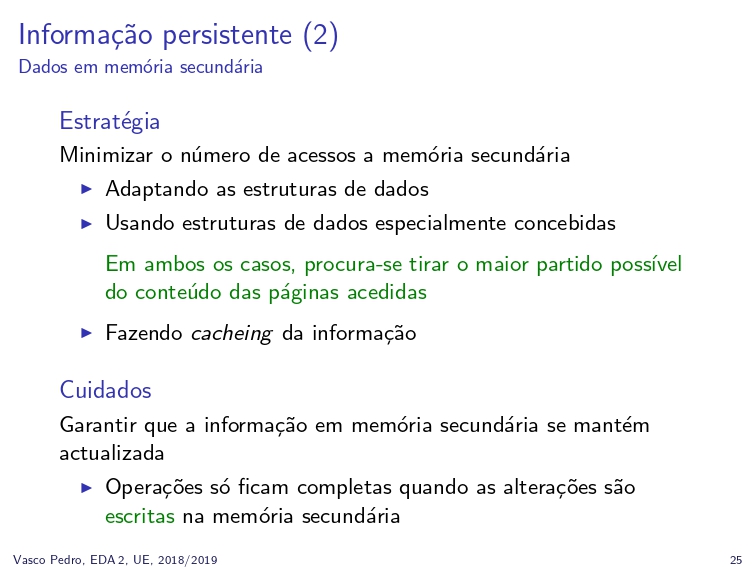 Informação persistente (2)
Dados em memória secundária
Estratégia
Minimizar o número de acessos a memória secundária
▶ Adaptando as estruturas de dados
▶ Usando estruturas de dados especialmente concebidas
Em ambos os casos, procura-se tirar o maior partido possível
do conteúdo das páginas acedidas
▶ Fazendo cacheing da informação
Cuidados
Garantir que a informação em memória secundária se mantém
actualizada
▶ Operações só ficam completas quando as alterações são
escritas na memória secundária
Vasco Pedro, EDA 2, UE, 2018/2019 25